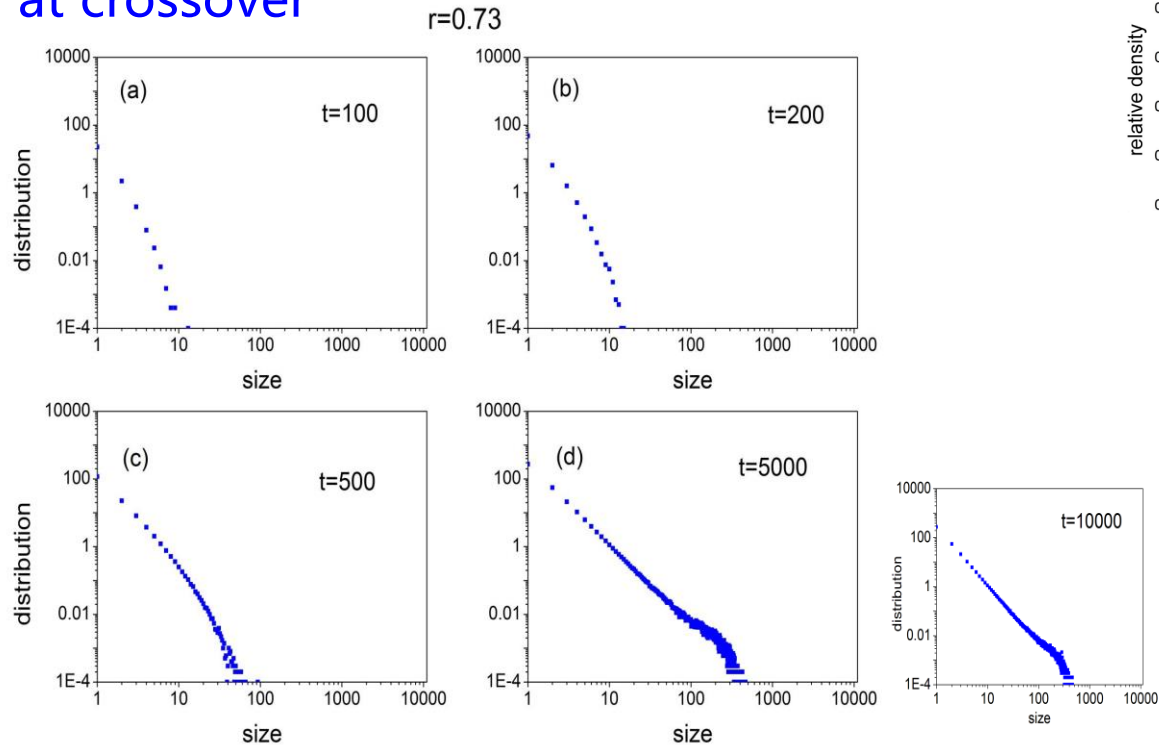 at crossover
r=0.73
10000
100
1
0.01
1E-4
1 10 100 1000 10000
distribution
size
(a)
t=100
10000
100
1
0.01
1E-4
1 10 100 1000 10000
size
(b)
t=200
relative density
10000
100
1
0.01
1E-4
1 10 100 1000 10000
distribution
size
(c)
t=500
10000
100
1
0.01
1E-4
1 10 100 1000 10000
size
(d)
t=5000
10000
100
1
0.01
1E-4
1 10 100 1000 10000
distribution
size
t=10000